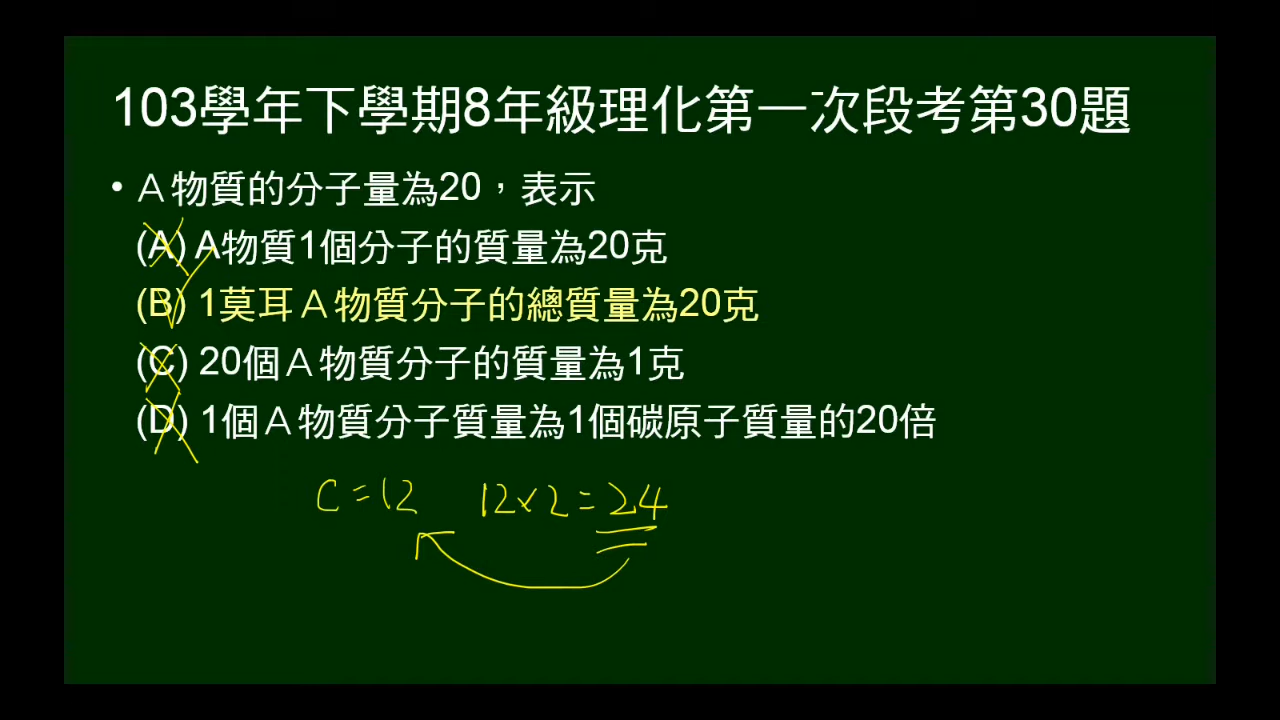 103學年下學期8年級理化第一次段考第30題
• Ａ物質的分子量為20，表示
(A) A物質1個分子的質量為20克
(B) 1莫耳Ａ物質分子的總質量為20克
(C) 20個Ａ物質分子的質量為1克
(D) 1個Ａ物質分子質量為1個碳原子質量的20倍
C=12 12×2=24